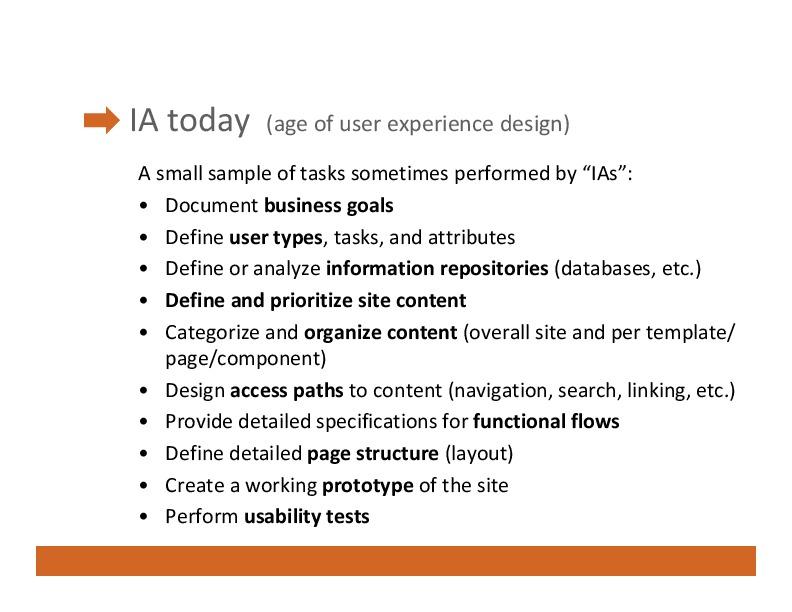 IA today (age of user experience design)
A small sample of tasks sometimes performed by “IAs”:
• Document business goals
• Define user types, tasks, and attributes
• Define or analyze information repositories (databases, etc.)
• Define and prioritize site content
• Categorize and organize content (overall site and per template/
page/component)
• Design access paths to content (navigation, search, linking, etc.)
• Provide detailed specifications for functional flows
• Define detailed page structure (layout)
• Create a working prototype of the site
• Perform usability tests